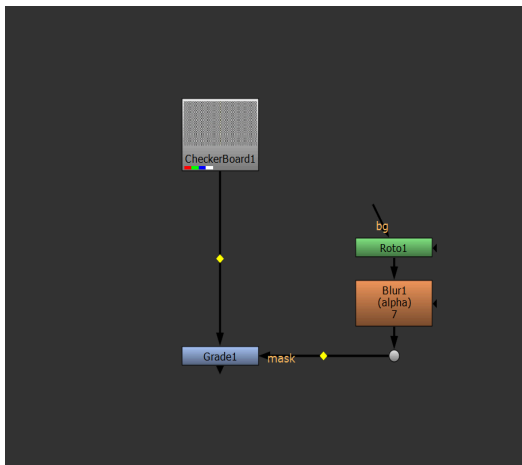 CheckerBoard1
bg
Roto1
Blur1
(alpha)
7
Grade1
mask